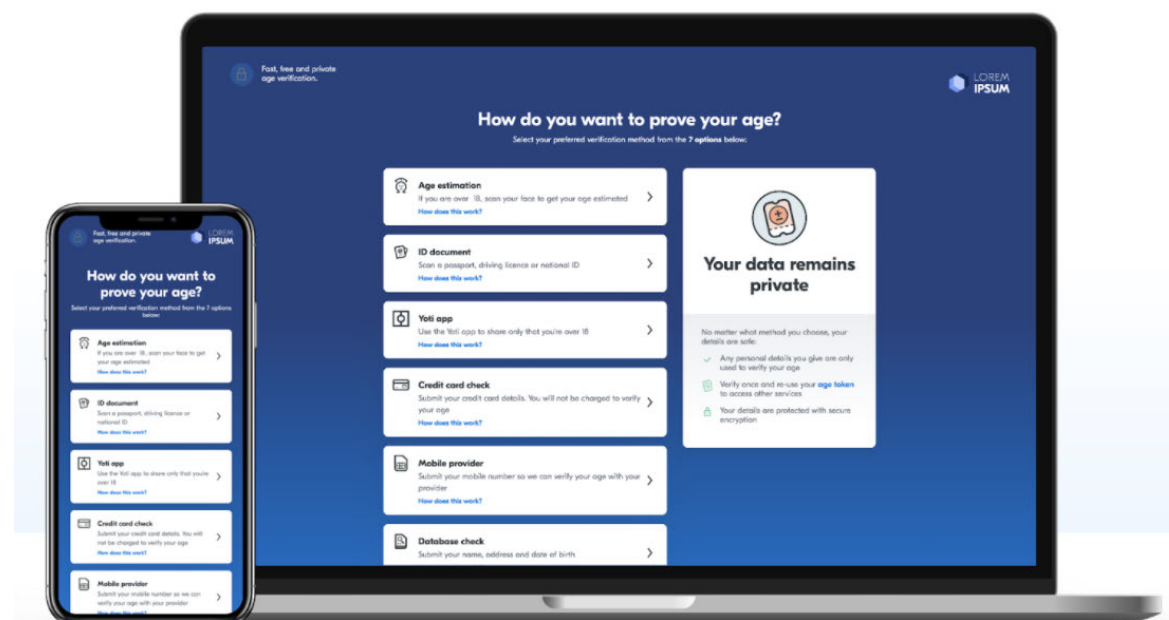 Fast, free and private
age verification.
LOREM
IPSUM
How do you want to prove your age?
Select your preferred verification method from the 7 options below:
Age estimation
If you are over 18, scan your face to get your age estimated
How does this work?
ID document
Scan a passport, driving licence or national ID
How does this work?
Yoti app
Use the Yoti app to share only that you're over 18
How does this work?
Credit card check
Submit your credit card details. You will not be charged to verify
your age
How does this work?
Mobile provider
Submit your mobile number so we can verify your age with your
provider
How does this work?
Database check
Submit your name, address and date of birth
Your data remains
private
No matter what method you choose, your
details are safe:
Any personal details you give are only
used to verify your age
Verify once and re-use your age token
to access other services
Your details are protected with secure
encryption
Fast, free and private
age verification.
LOREM
IPSUM
How do you want to
prove your age?
Select your preferred verification method from the 7 options
below:
Age estimation
If you are over 18, scan your face to get
your age estimated
How does this work?
ID document
Scan a passport, driving licence or
national ID
How does this work?
Yoti app
Use the Yoti app to share only that you're
over 18
How does this work?
Credit card check
Submit your credit card details. You will
not be charged to verify your age
How does this work?
Mobile provider
Submit your mobile number so we can
verify your age with your provider
How does this work?